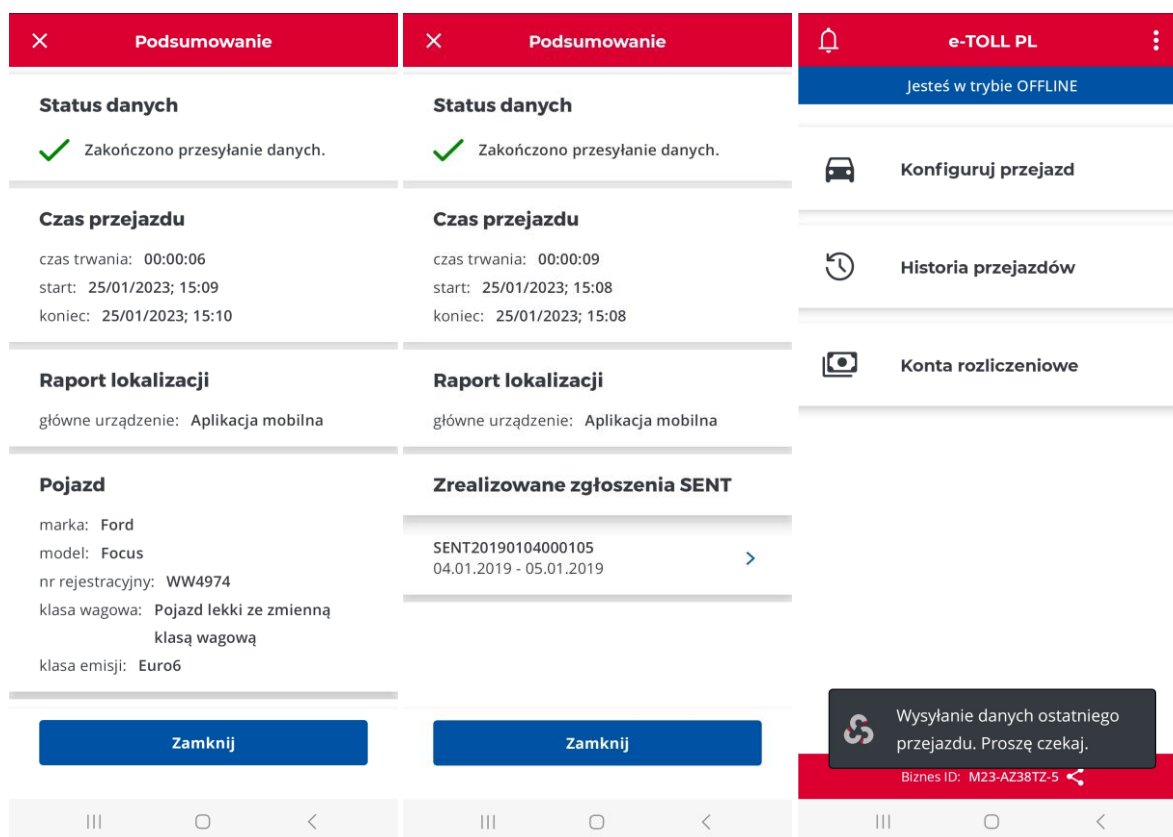 Podsumowanie
Status danych
Zakończono przesyłanie danych.
Czas przejazdu
czas trwania: 00:00:06
start: 25/01/2023; 15:09
koniec: 25/01/2023; 15:10
Raport lokalizacji
główne urządzenie: Aplikacja mobilna
Pojazd
marka: Ford
model: Focus
nr rejestracyjny: WW4974
klasa wagowa: Pojazd lekki ze zmienną
klasą wagową
klasa emisji: Euro6
Zamknij
Podsumowanie
Status danych
Zakończono przesyłanie danych.
Czas przejazdu
czas trwania: 00:00:09
start: 25/01/2023; 15:08
koniec: 25/01/2023; 15:08
Raport lokalizacji
główne urządzenie: Aplikacja mobilna
Zrealizowane zgłoszenia SENT
SENT20190104000105
04.01.2019 - 05.01.2019
Zamknij
e-TOLL PL
Jesteś w trybie OFFLINE
Konfiguruj przejazd
Historia przejazdów
Konta rozliczeniowe
Wysyłanie danych ostatniego
przejazdu. Proszę czekaj.
Biznes ID: M23-AZ38TZ-5